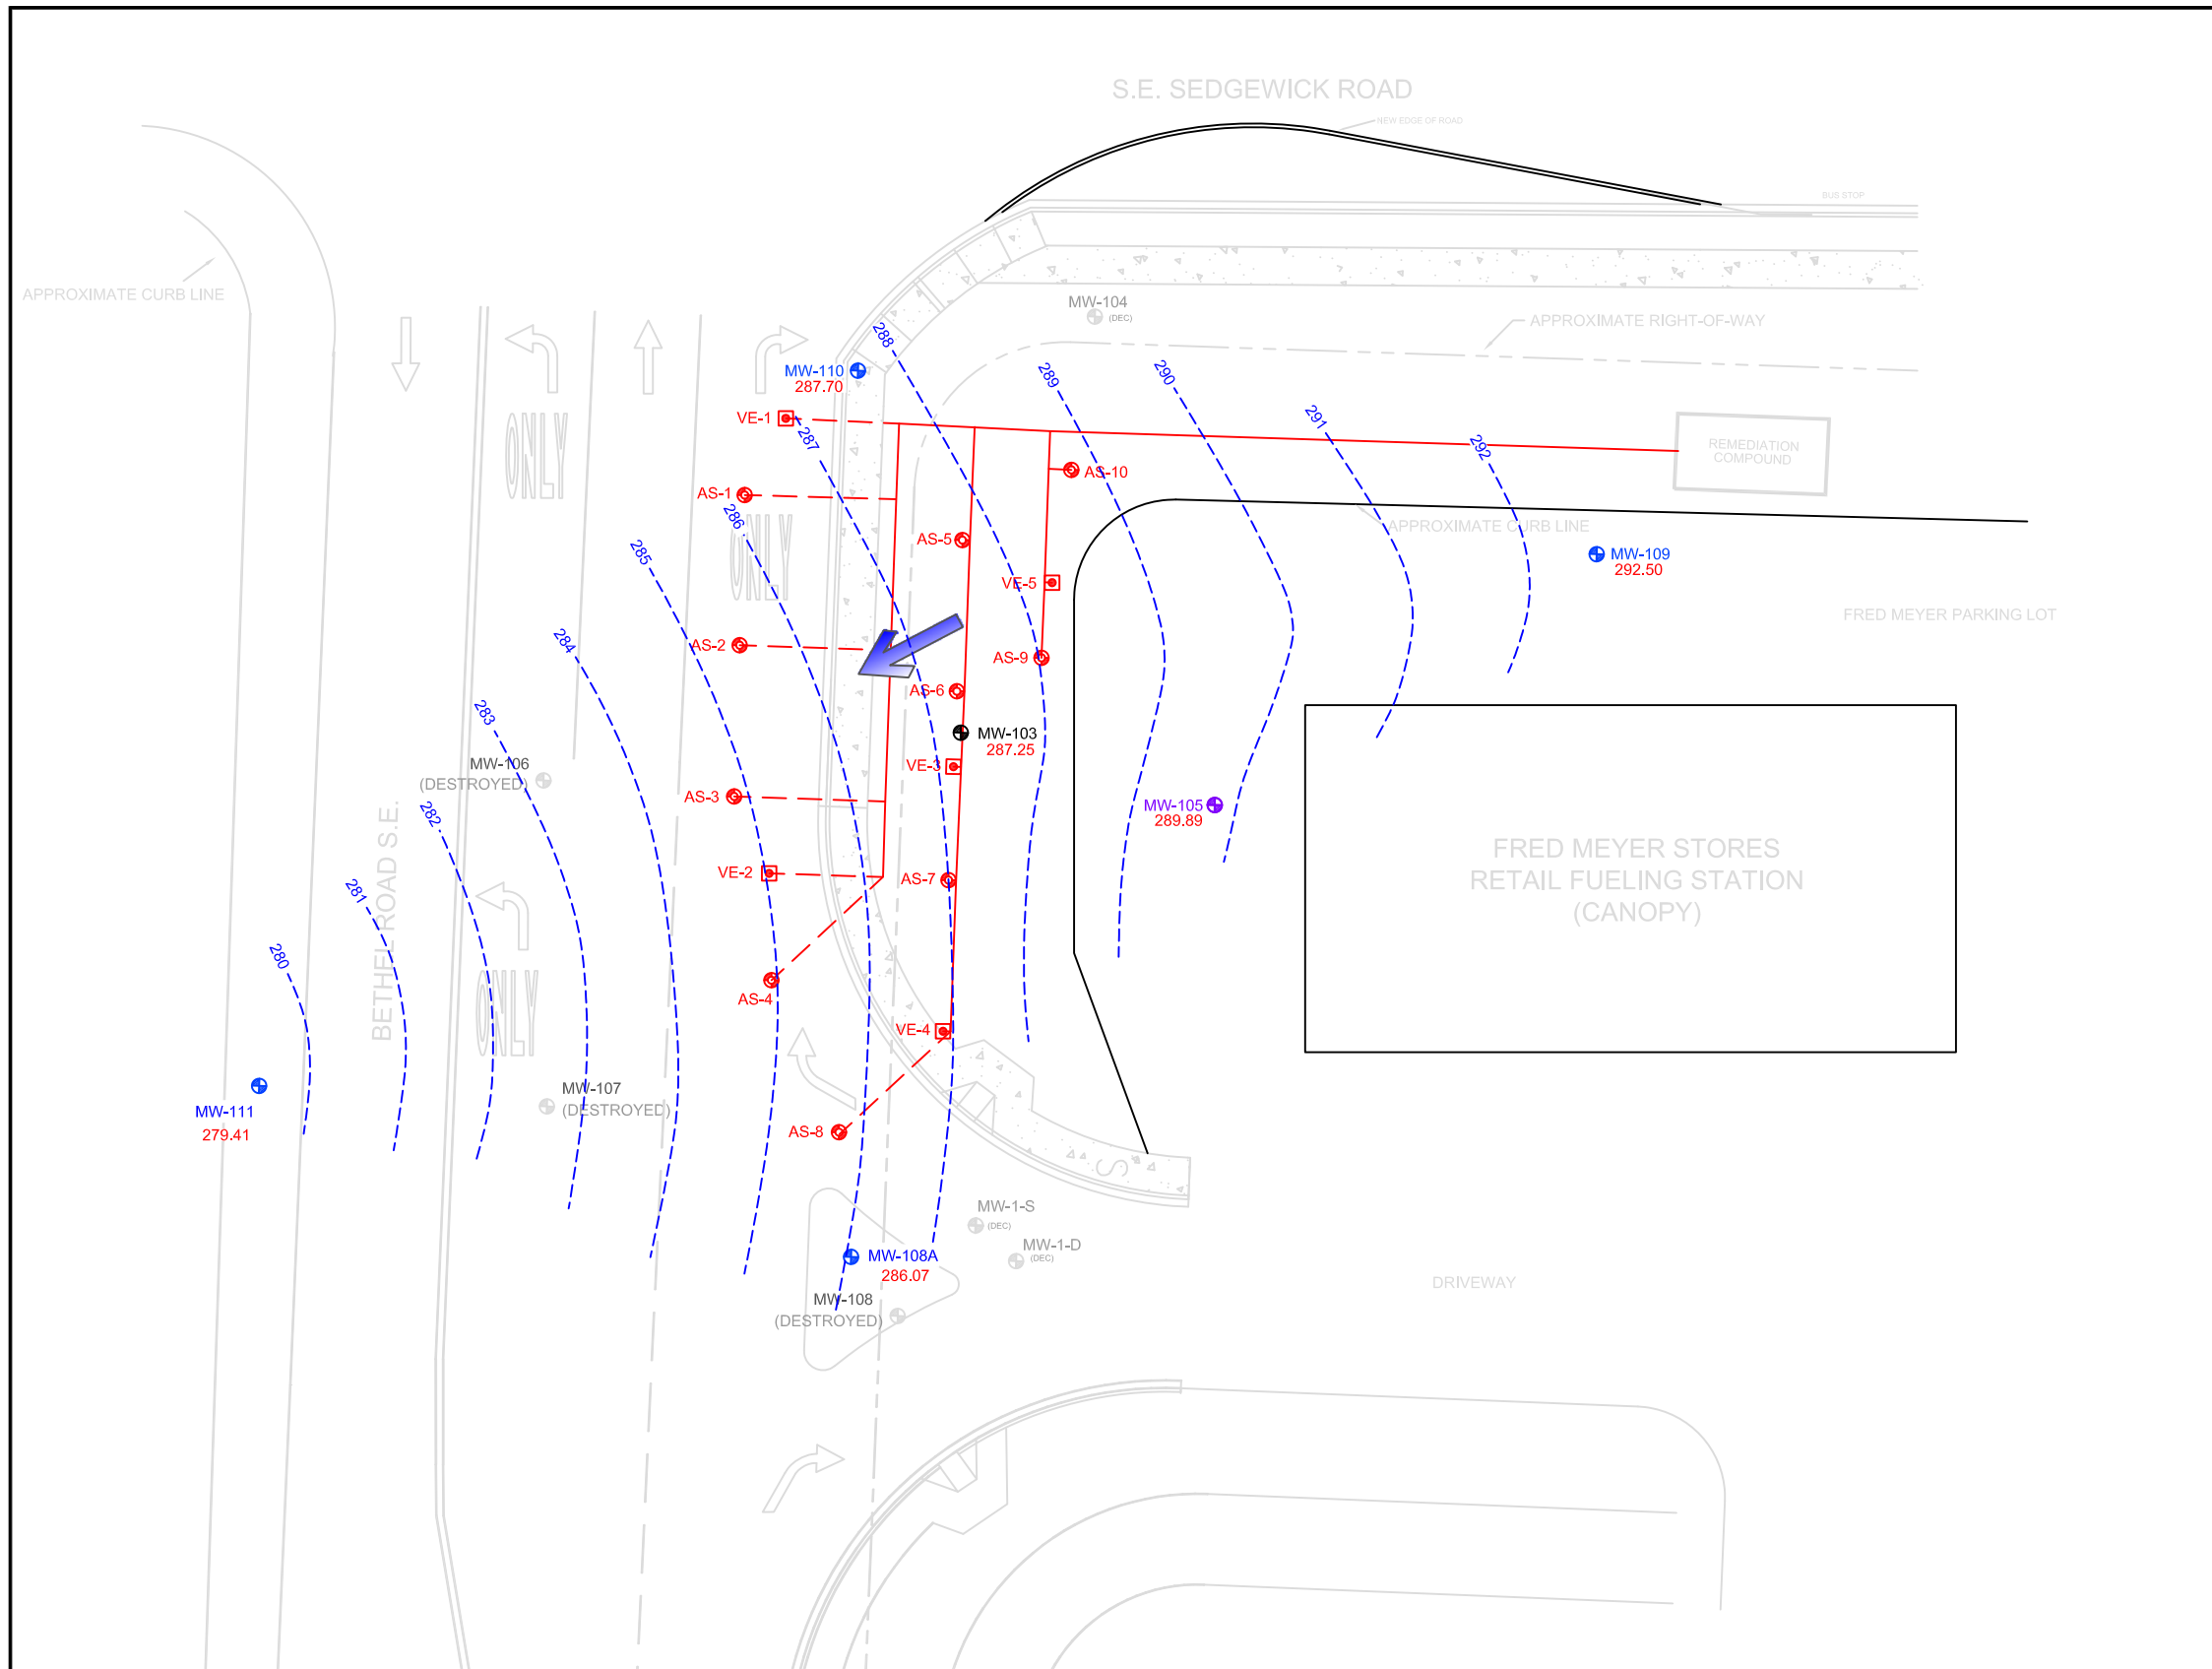 S.E. SEDGEWICK ROAD
NEW EDGE OF ROAD
BUS STOP
APPROXIMATE CURB LINE
MW-104
(DEC)
APPROXIMATE RIGHT-OF-WAY
288
MW-110
287.70
289
290
291
292
VE-1
287
ONLY
REMEDIATION
COMPOUND
AS-10
AS-1
286
ONLY
APPROXIMATE CURB LINE
AS-5
285
MW-109
292.50
VE-5
FRED MEYER PARKING LOT
284
AS-2
AS-9
AS-6
283
MW-103
287.25
MW-106
(DESTROYED)
VE-3
AS-3
282
MW-105
289.89
BETHEL ROAD S.E.
FRED MEYER STORES
RETAIL FUELING STATION
(CANOPY)
VE-2
AS-7
281
280
ONLY
AS-4
VE-4
MW-107
(DESTROYED)
MW-111
279.41
AS-8
S
MW-1-S
(DEC)
MW-1-D
(DEC)
MW-108A
286.07
DRIVEWAY
MW-108
(DESTROYED)